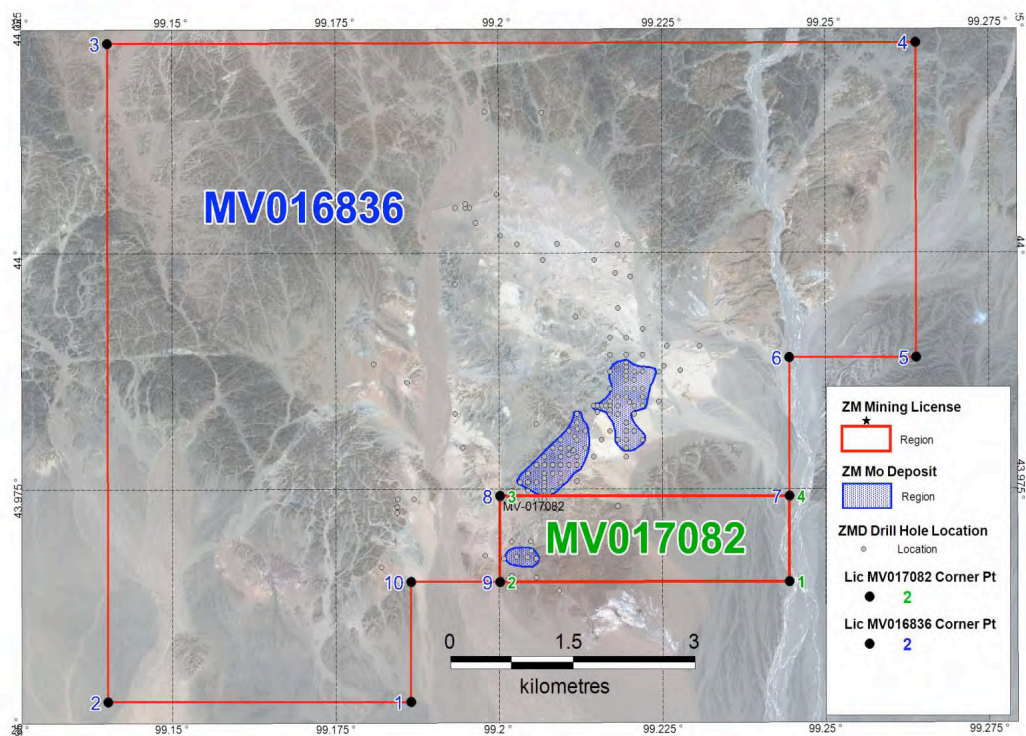 99.15° 99.175° 99.2° 99.225° 99.25° 99.275°
3
4
MV016836
44°
44°
6
5
43.975°
43.975°
8 3
7 4
MV-017082
MV017082
10
9 2
1
2
1
0 1.5 3
kilometres
ZM Mining License
Region
ZM Mo Deposit
Region
ZMD Drill Hole Location
Location
Lic MV017082 Corner Pt
2
Lic MV016836 Corner Pt
2
99.15° 99.175° 99.2° 99.225° 99.25° 99.275°